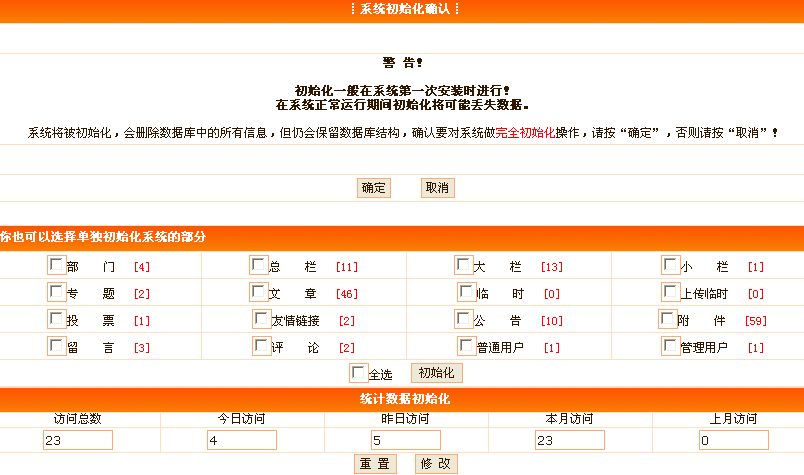 ⋮系统初始化确认⋮
警 告!
初始化一般在系统第一次安装时进行!
在系统正常运行期间初始化将可能丢失数据。
系统将被初始化，会删除数据库中的所有信息，但仍会保留数据库结构，确认要对系统做完全初始化操作，请按“确定”，否则请按“取消”!
确定 取消
你也可以选择单独初始化系统的部分
部 门 [4] 总 栏 [11] 大 栏 [13] 小 栏 [1]
专 题 [2] 文 章 [46] 临 时 [0] 上传临时 [0]
投 票 [1] 友情链接 [2] 公 告 [10] 附 件 [59]
留 言 [3] 评 论 [2] 普通用户 [1] 管理用户 [1]
全选 初始化
统计数据初始化
访问总数 今日访问 昨日访问 本月访问 上月访问
23 4 5 23 0
重 置 修 改